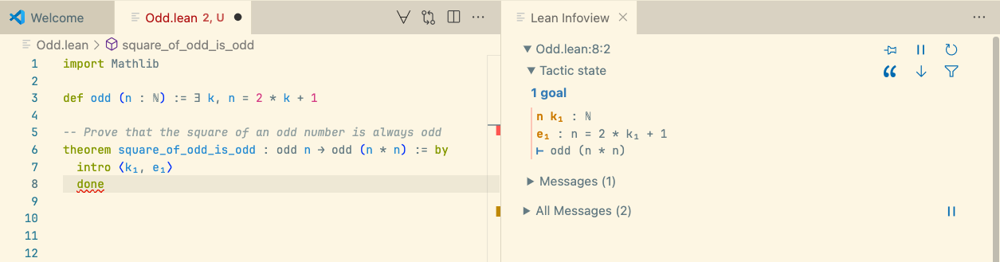 Welcome
Odd.lean 2, U
Lean Infoview
Odd.lean > square_of_odd_is_odd
1 import Mathlib
2
3 def odd (n : ℕ) := ∃ k, n = 2 * k + 1
4
5 -- Prove that the square of an odd number is always odd
6 theorem square_of_odd_is_odd : odd n → odd (n * n) := by
7 intro ⟨k₁, e₁⟩
8 done
9
10
11
12
Odd.lean:8:2
Tactic state
1 goal
n k₁ : ℕ
e₁ : n = 2 * k₁ + 1
⊢ odd (n * n)
Messages (1)
All Messages (2)